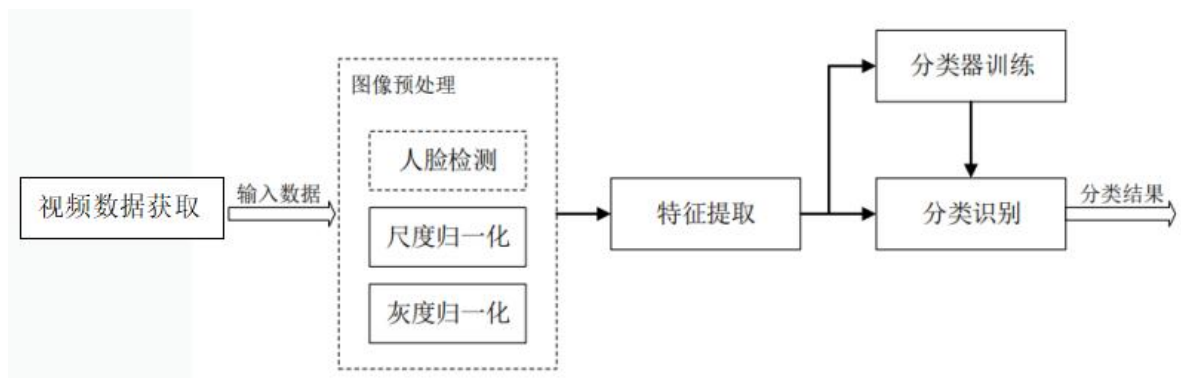 视频数据获取
输入数据
图像预处理
人脸检测
尺度归一化
灰度归一化
特征提取
分类器训练
分类识别
分类结果